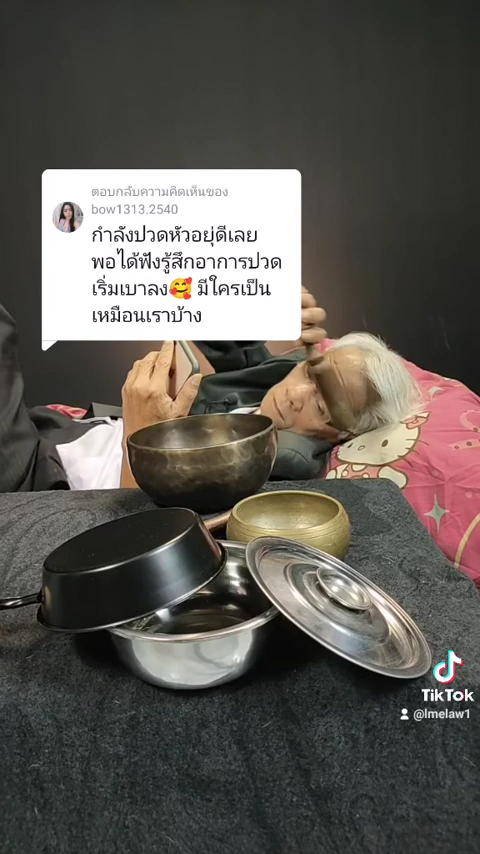 ตอบกลับความคิดเห็นของ
bow1313.2540
กำลังปวดหัวอยุ่ดีเลย
พอได้ฟังรู้สึกอาการปวด
เริ่มเบาลง🥰 มีใครเป็น
เหมือนเราบ้าง
TikTok
@lmelaw1